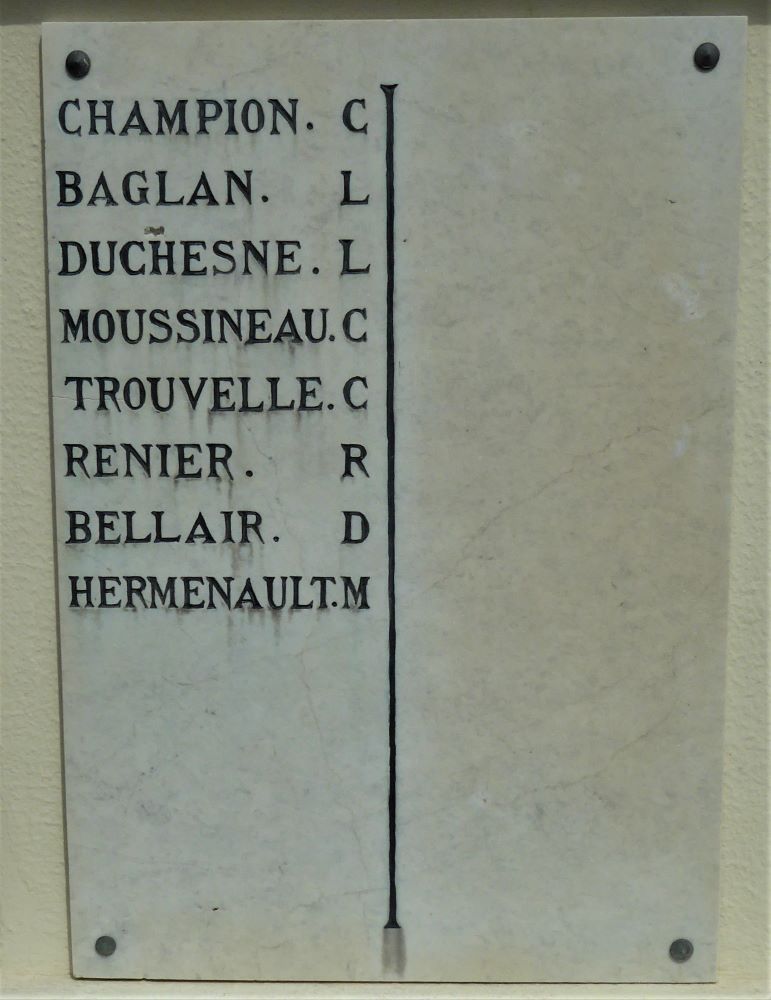 CHAMPION. C
BAGLAN. L
DUCHESNE. L
MOUSSINEAU. C
TROUVELLE. C
RENIER. R
BELLAIR. D
HERMENAULT. M